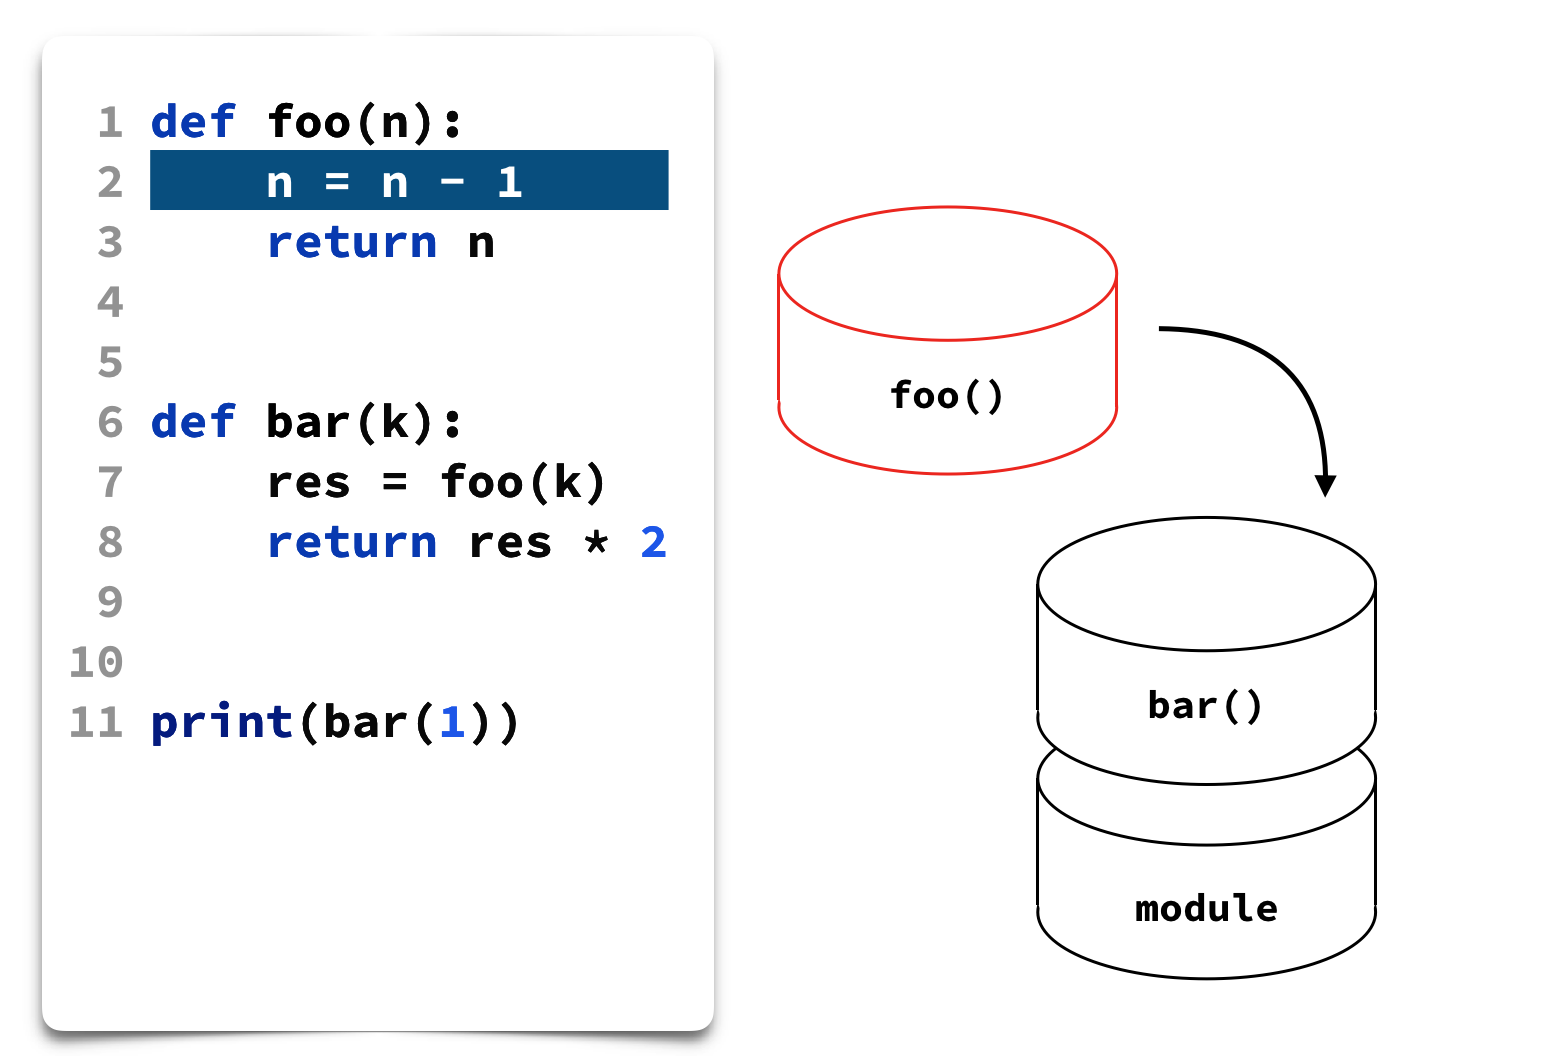 1 def foo(n):
2     n = n - 1
3     return n
4
5
6 def bar(k):
7     res = foo(k)
8     return res * 2
9
10
11 print(bar(1))
foo()
bar()
module